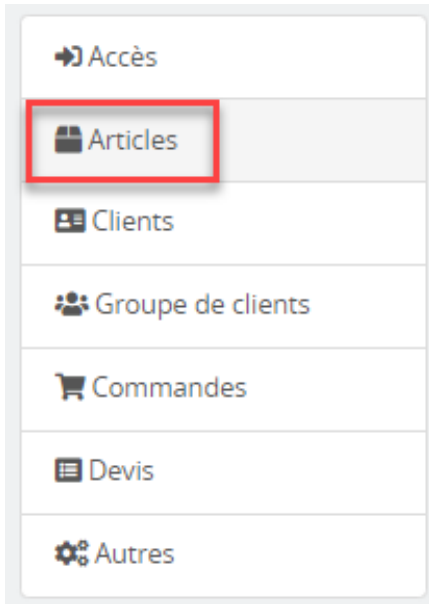 Accès
Articles
Clients
Groupe de clients
Commandes
Devis
Autres